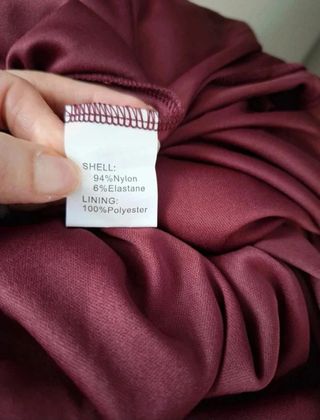 SHELL:
94%Nylon
6%Elastane
LINING:
100%Polyester